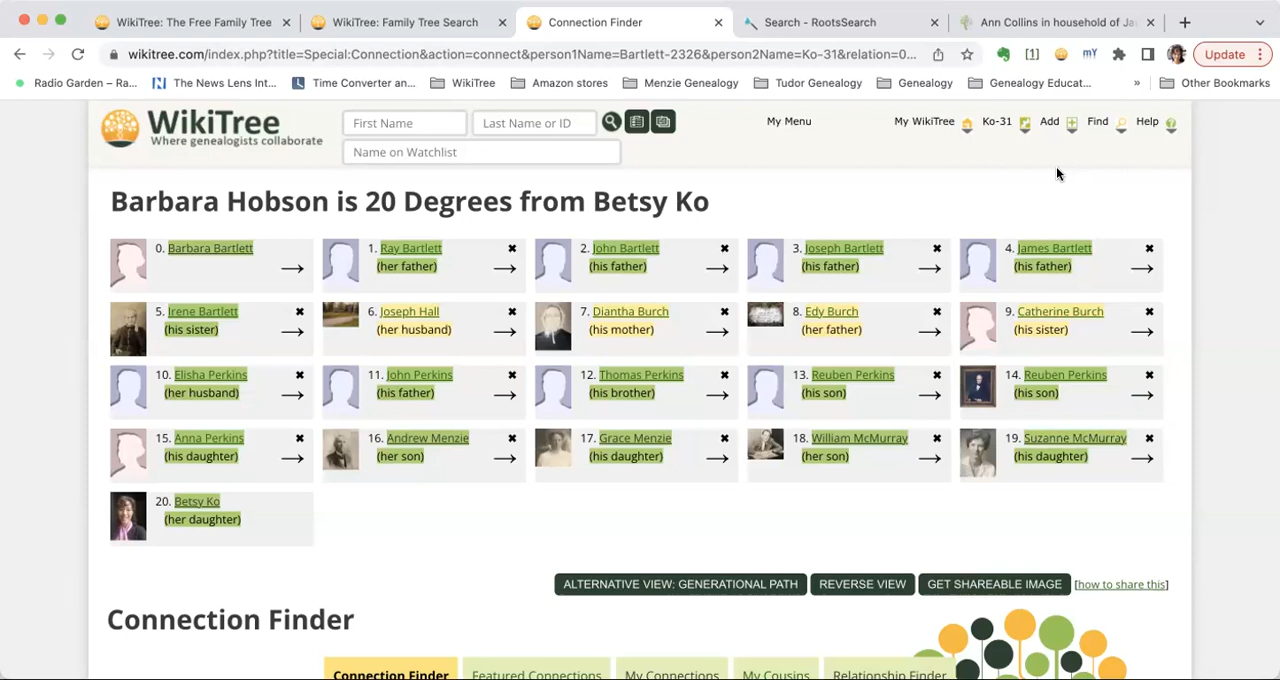 WikiTree: The Free Family Tree
WikiTree: Family Tree Search
Connection Finder
Search - RootsSearch
Ann Collins in household of Ja
wikitree.com/index.php?title=Special:Connection&action=connect&person1Name=Bartlett-2326&person2Name=Ko-31&relation=0...
[1]
mY
Update
Radio Garden – Ra...
The News Lens Int...
Time Converter an...
WikiTree
Amazon stores
Menzie Genealogy
Tudor Genealogy
Genealogy
Genealogy Educat...
»
Other Bookmarks
WikiTree
Where genealogists collaborate
First Name
Last Name or ID
Name on Watchlist
My Menu
My WikiTree
Ko-31
Add
Find
Help
Barbara Hobson is 20 Degrees from Betsy Ko
0. Barbara Bartlett
→
1. Ray Bartlett
(her father)
→
2. John Bartlett
(his father)
→
3. Joseph Bartlett
(his father)
→
4. James Bartlett
(his father)
→
5. Irene Bartlett
(his sister)
→
6. Joseph Hall
(her husband)
→
7. Diantha Burch
(his mother)
→
8. Edy Burch
(her father)
→
9. Catherine Burch
(his sister)
→
10. Elisha Perkins
(her husband)
→
11. John Perkins
(his father)
→
12. Thomas Perkins
(his brother)
→
13. Reuben Perkins
(his son)
→
14. Reuben Perkins
(his son)
→
15. Anna Perkins
(his daughter)
→
16. Andrew Menzie
(her son)
→
17. Grace Menzie
(his daughter)
→
18. William McMurray
(her son)
→
19. Suzanne McMurray
(his daughter)
→
20. Betsy Ko
(her daughter)
ALTERNATIVE VIEW: GENERATIONAL PATH
REVERSE VIEW
GET SHAREABLE IMAGE
[how to share this]
Connection Finder
Connection Finder
Featured Connections
My Connections
My Cousins
Relationship Finder